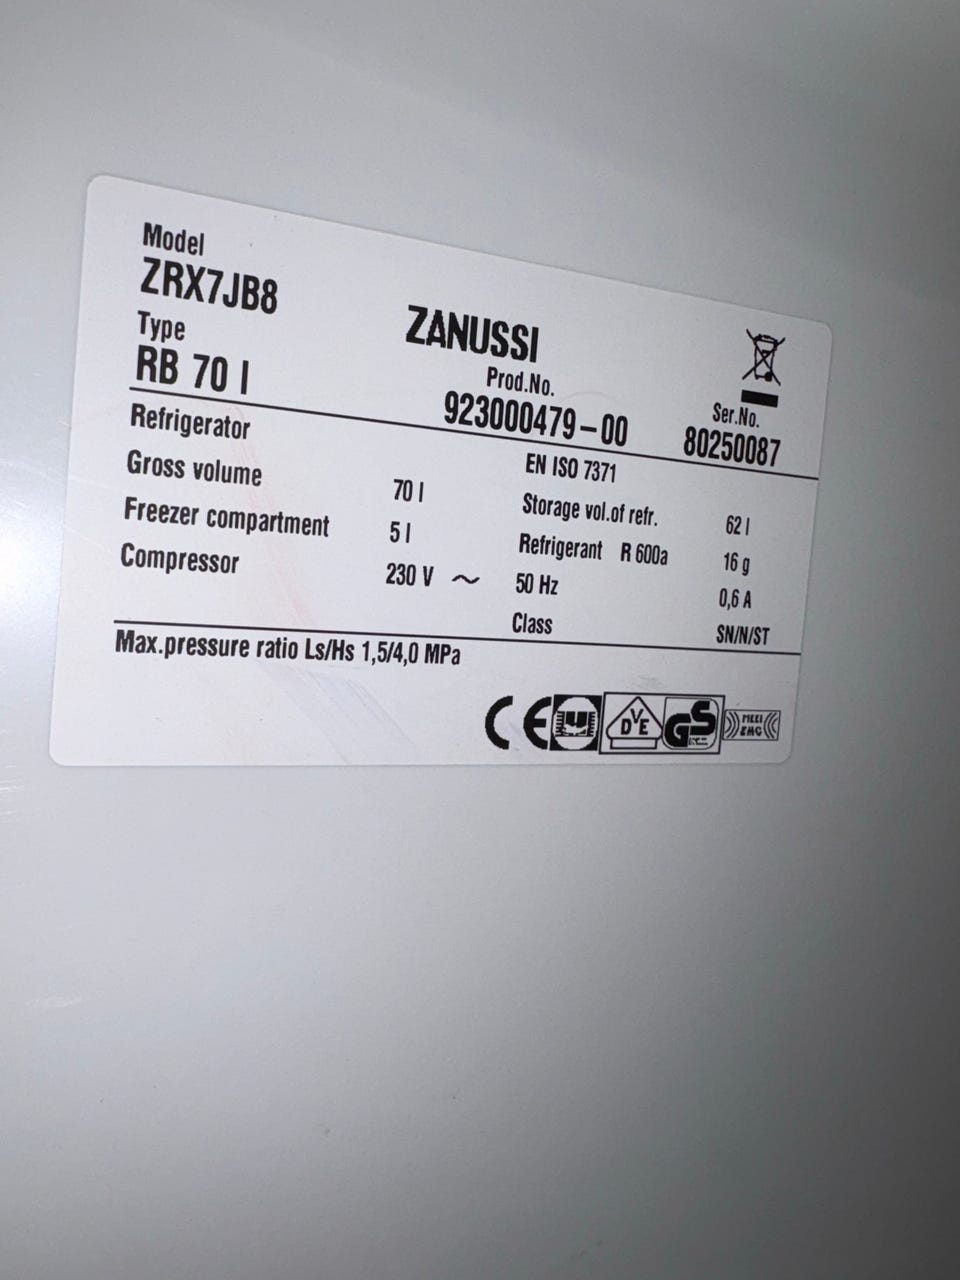 Model
ZRX7JB8
Type
RB 70 l
ZANUSSI
Prod.No.
923000479-00
Ser.No.
80250087
Refrigerator
EN ISO 7371
Gross volume 70 l
Storage vol.of refr. 62 l
Freezer compartment 5 l
Refrigerant R 600a 16 g
Compressor 230 V ~ 50 Hz 0,6 A
Class SN/N/ST
Max.pressure ratio Ls/Hs 1,5/4,0 MPa
CE DVE GS